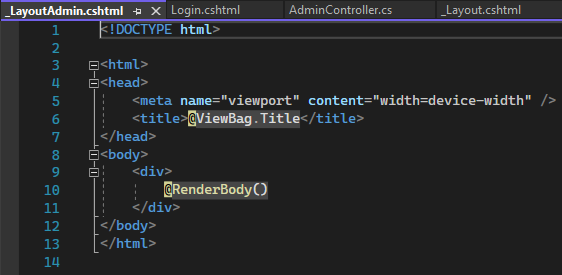 _LayoutAdmin.cshtml Login.cshtml AdminController.cs _Layout.cshtml
1 <!DOCTYPE html>
2
3 <html>
4 <head>
5 <meta name="viewport" content="width=device-width" />
6 <title>@ViewBag.Title</title>
7 </head>
8 <body>
9 <div>
10 @RenderBody()
11 </div>
12 </body>
13 </html>
14